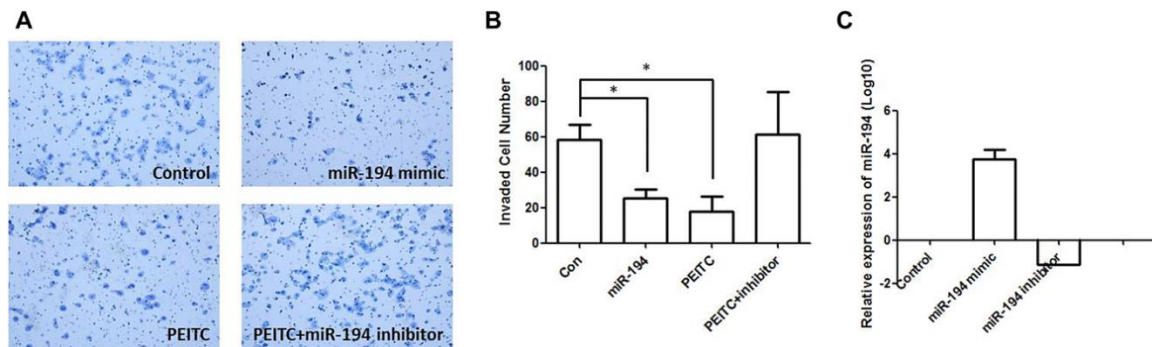 A
Control
miR-194 mimic
PEITC
PEITC+miR-194 inhibitor
B
Invaded Cell Number
100
80
60
40
20
0
*
*
Con
miR-194
PEITC
PEITC+inhibitor
C
Relative expression of miR-194 (Log10)
6
4
2
0
-2
Control
miR-194 mimic
miR-194 inhibitor